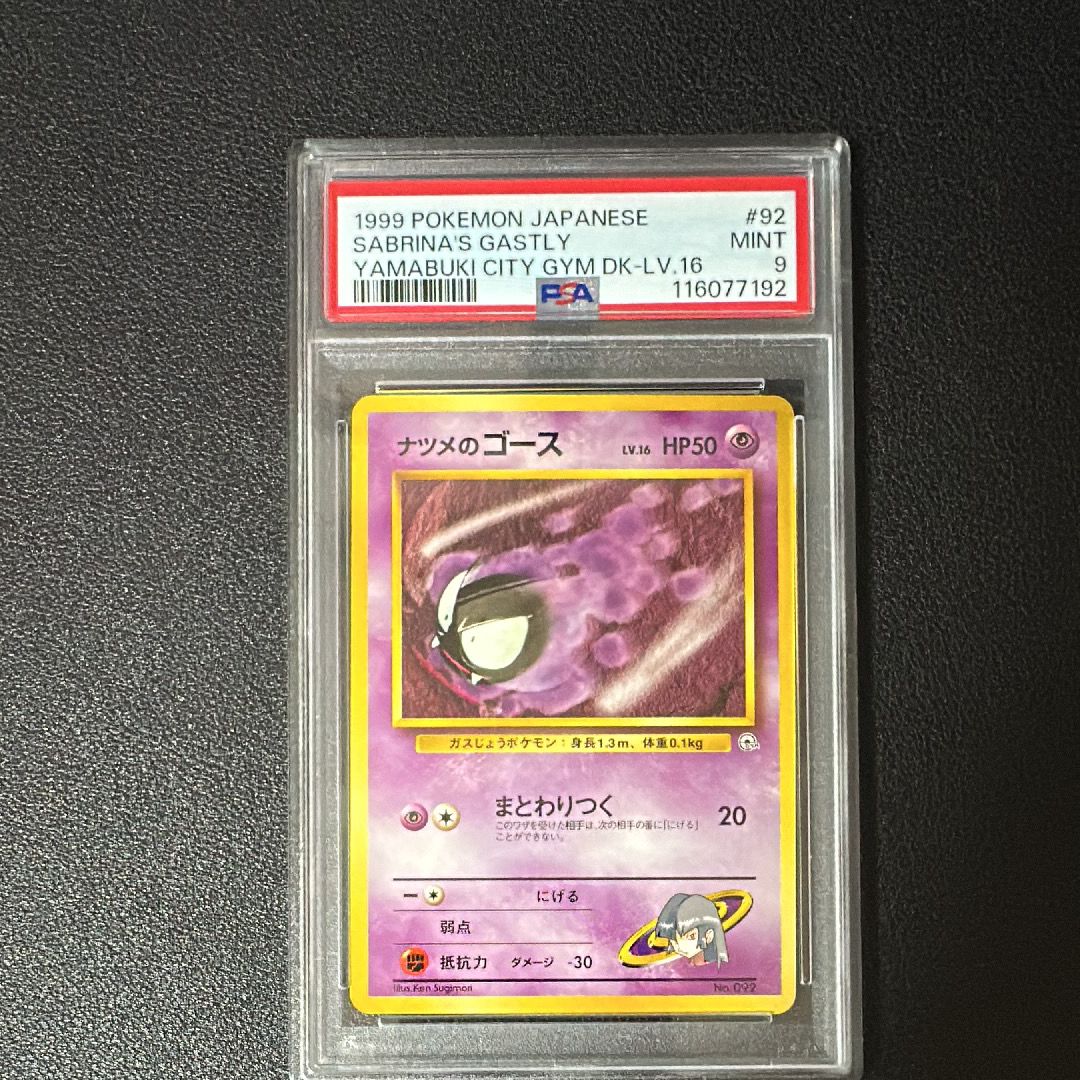 1999 POKEMON JAPANESE #92
SABRINA'S GASTLY MINT
YAMABUKI CITY GYM DK-LV.16 9
PSA 116077192
ナツメのゴース LV.16 HP50
ガスじょうポケモン：身長1.3m、体重0.1kg
まとわりつく 20
このワザを受けた相手は、次の相手の番に「にげる」
ことができない。
にげる
弱点
抵抗力 ダメージ -30
Illus. Ken Sugimori No. 092